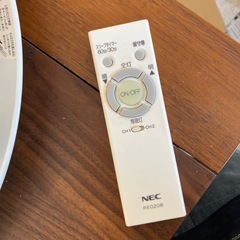 スリープタイマー
60分/30分
留守番
全灯
暗
明
ON/OFF
常夜灯
CH1 CH2
NEC
RE0208